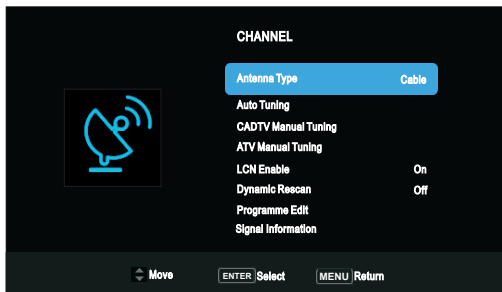 CHANNEL
Antenna Type Cable
Auto Tuning
CADTV Manual Tuning
ATV Manual Tuning
LCN Enable On
Dynamic Rescan Off
Programme Edit
Signal Information
Move ENTER Select MENU Return